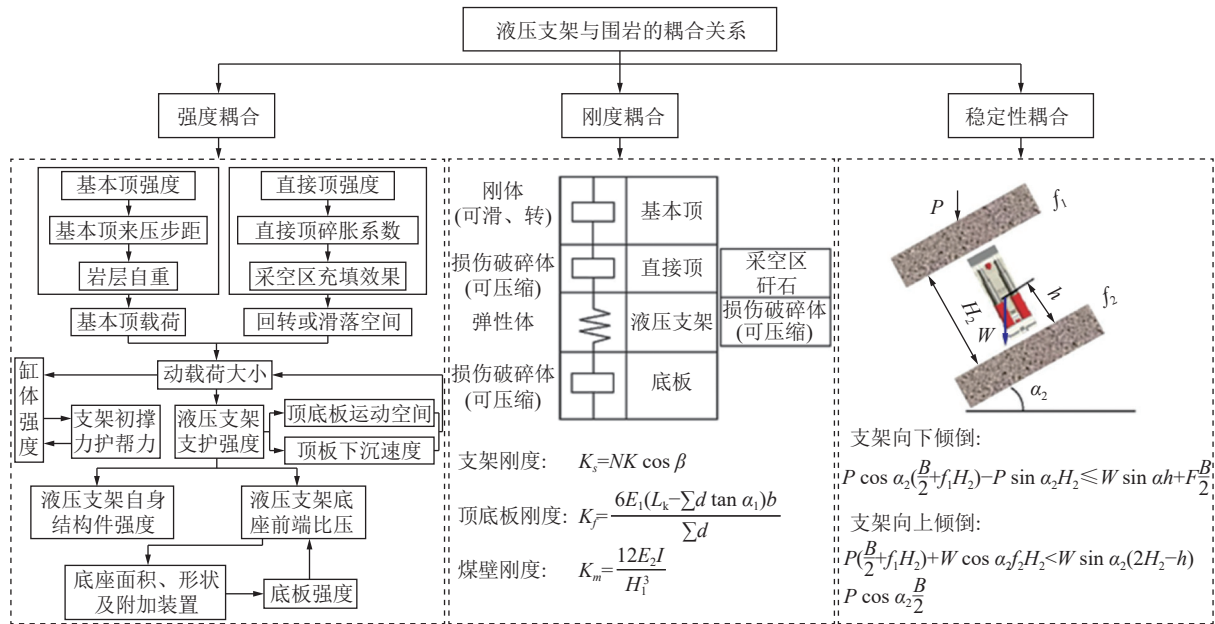 液压支架与围岩的耦合关系
强度耦合
刚度耦合
稳定性耦合
基本顶强度
直接顶强度
基本顶来压步距
直接顶碎胀系数
岩层自重
采空区充填效果
基本顶载荷
回转或滑落空间
动载荷大小
缸
体
强
度
支架初撑
力护帮力
液压支架
支护强度
顶底板运动空间
顶板下沉速度
液压支架自身
结构件强度
液压支架底
座前端比压
底座面积、形状
及附加装置
底板强度
刚体
(可滑、转)
基本顶
损伤破碎体
(可压缩)
直接顶
采空区
矸石
弹性体
液压支架
损伤破碎体
(可压缩)
损伤破碎体
(可压缩)
底板
支架刚度: K_s=NK cos β
顶底板刚度: K_f=6E_1(L_k−∑d tan α_1)b/∑d
煤壁刚度: K_m=12E_2I/H_1^3
P
f_1
H_2
W
h
f_2
α_2
支架向下倾倒:
P cos α_2(B/2+f_1H_2)−P sin α_2H_2≤W sin αh+F B/2
支架向上倾倒:
P(B/2+f_1H_2)+W cos α_2f_2H_2<W sin α_2(2H_2−h)
P cos α_2 B/2